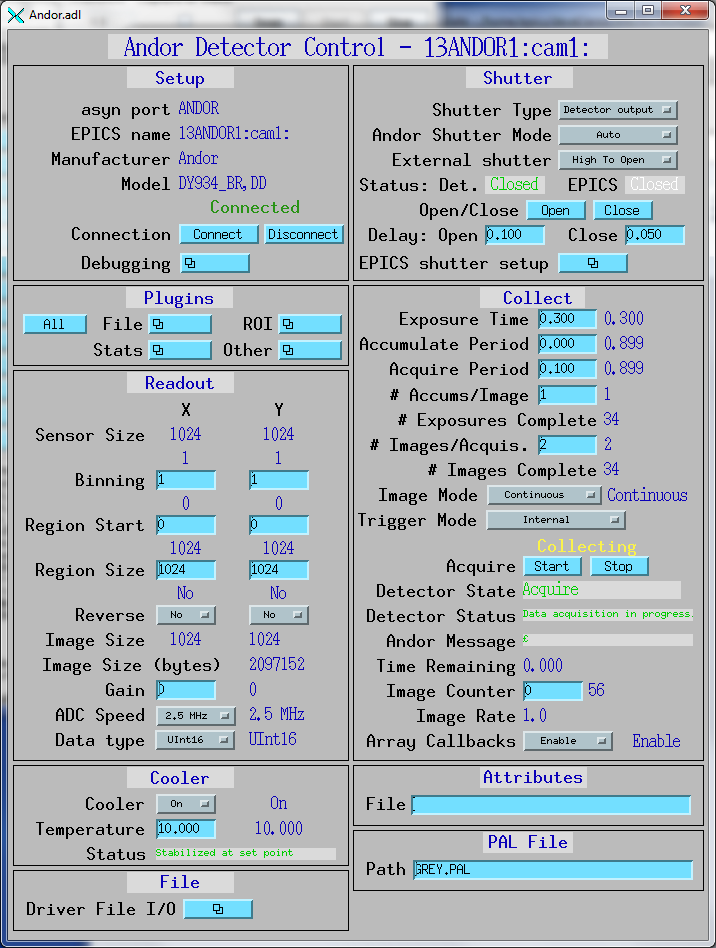 Andor.adl
Andor Detector Control - 13ANDOR1:cam1:
Setup
asyn port ANDOR
EPICS name 13ANDOR1:cam1:
Manufacturer Andor
Model DY934_BR,DD
Connected
Connection Connect Disconnect
Debugging
Plugins
All File ROI
Stats Other
Readout
X Y
Sensor Size 1024 1024
1 1
Binning 1 1
0 0
Region Start 0 0
1024 1024
Region Size 1024 1024
No No
Reverse No No
Image Size 1024 1024
Image Size (bytes) 2097152
Gain 0 0
ADC Speed 2.5 MHz 2.5 MHz
Data type UInt16 UInt16
Cooler
Cooler On On
Temperature 10.000 10.000
Status Stabilized at set point
File
Driver File I/O
Shutter
Shutter Type Detector output
Andor Shutter Mode Auto
External shutter High To Open
Status: Det. Closed EPICS Closed
Open/Close Open Close
Delay: Open 0.100 Close 0.050
EPICS shutter setup
Collect
Exposure Time 0.300 0.300
Accumulate Period 0.000 0.899
Acquire Period 0.100 0.899
# Accums/Image 1 1
# Exposures Complete 34
# Images/Acquis. 2 2
# Images Complete 34
Image Mode Continuous Continuous
Trigger Mode Internal
Collecting
Acquire Start Stop
Detector State Acquire
Detector Status Data acquisition in progress.
Andor Message
Time Remaining 0.000
Image Counter 0 56
Image Rate 1.0
Array Callbacks Enable Enable
Attributes
File
PAL File
Path GREY.PAL